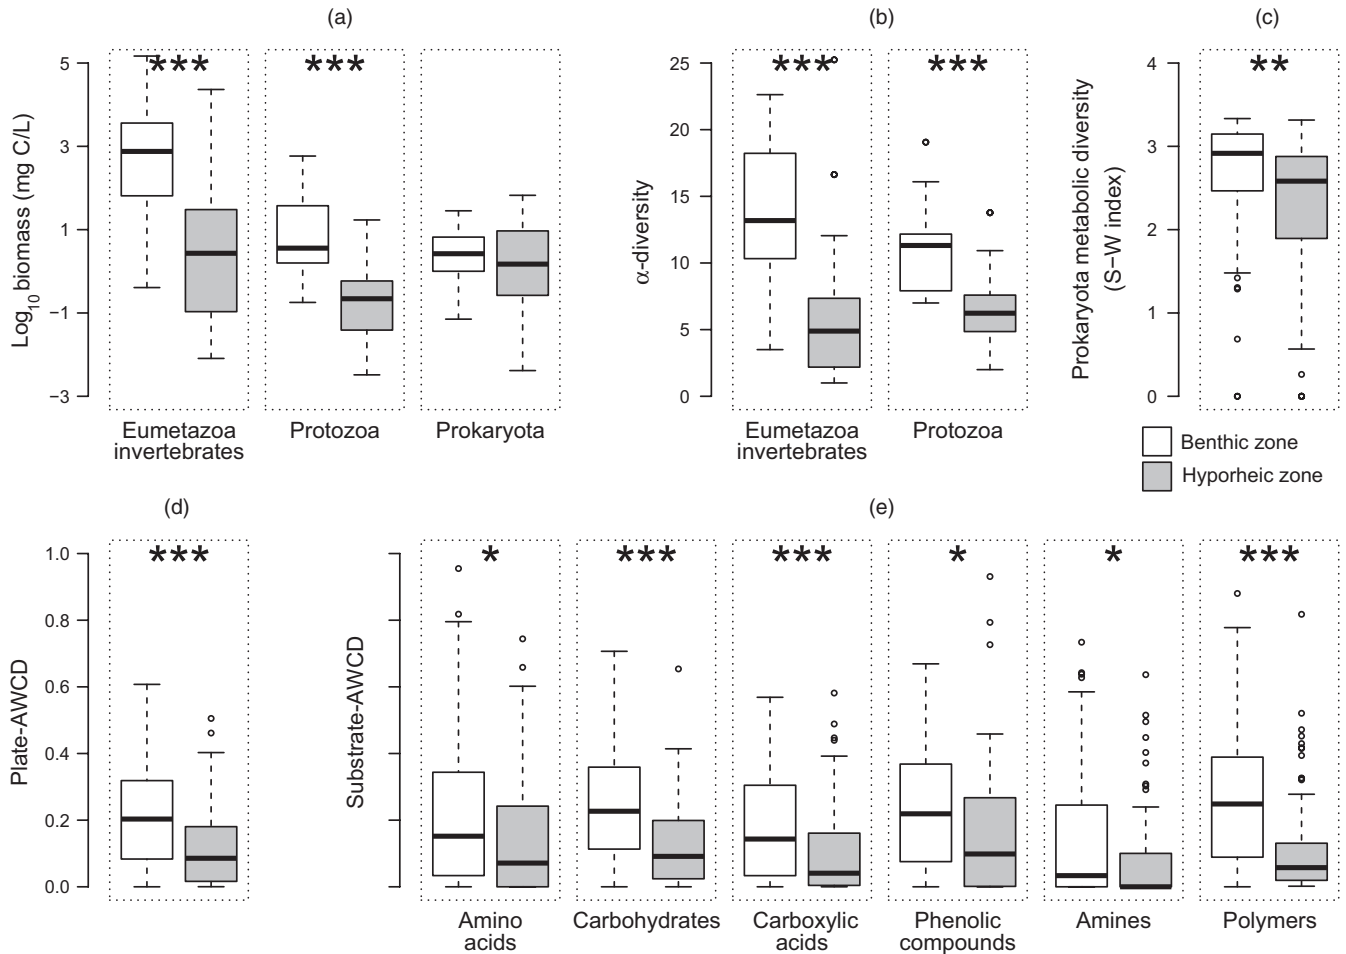 (a)
(b)
(c)
Log10 biomass (mg C/L)
5
3
1
−1
−3
***
***
Eumetazoa
invertebrates
Protozoa
Prokaryota
α-diversity
25
20
15
10
5
0
***
***
Eumetazoa
invertebrates
Protozoa
Prokaryota metabolic diversity
(S−W index)
4
3
2
1
0
**
Benthic zone
Hyporheic zone
(d)
(e)
Plate-AWCD
1.0
0.8
0.6
0.4
0.2
0.0
***
Substrate-AWCD
*
***
***
*
*
***
Amino
acids
Carbohydrates
Carboxylic
acids
Phenolic
compounds
Amines
Polymers